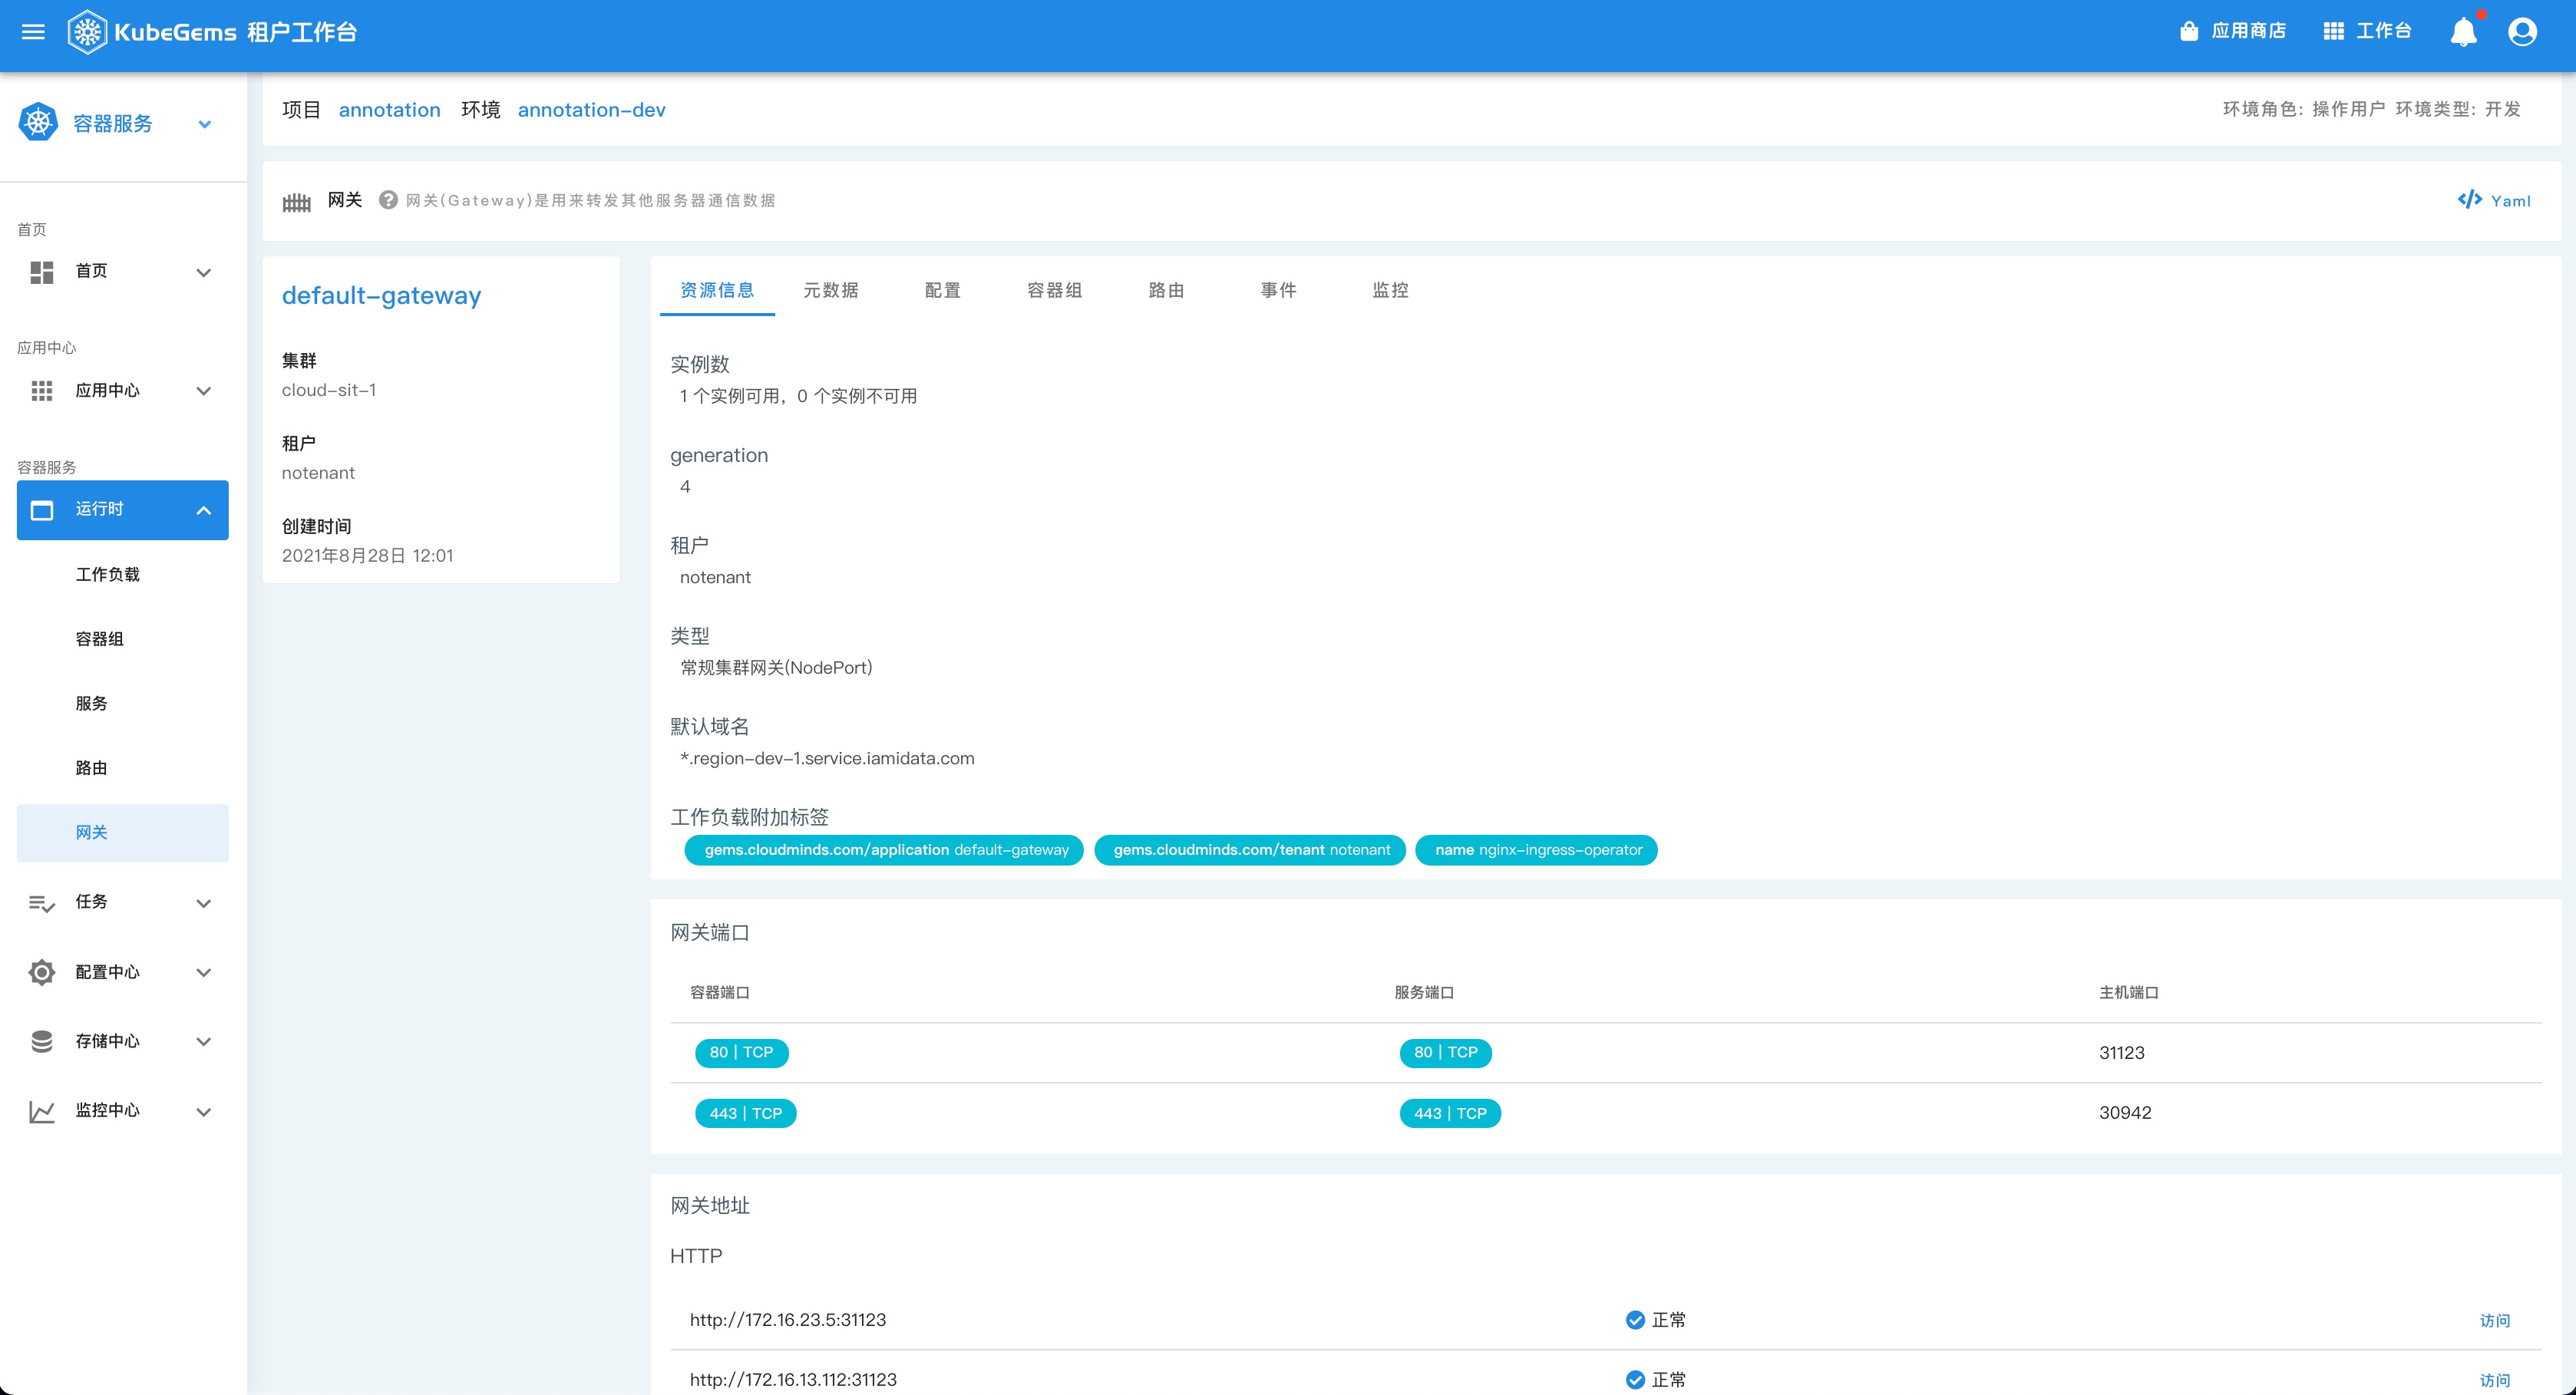 KubeGems 租户工作台
应用商店
工作台
容器服务
首页
首页
应用中心
应用中心
容器服务
运行时
工作负载
容器组
服务
路由
网关
任务
配置中心
存储中心
监控中心
项目 annotation 环境 annotation-dev
环境角色: 操作用户 环境类型: 开发
网关 网关(Gateway)是用来转发其他服务器通信数据
Yaml
default-gateway
集群
cloud-sit-1
租户
notenant
创建时间
2021年8月28日 12:01
资源信息 元数据 配置 容器组 路由 事件 监控
实例数
1 个实例可用，0 个实例不可用
generation
4
租户
notenant
类型
常规集群网关(NodePort)
默认域名
*.region-dev-1.service.iamidata.com
工作负载附加标签
gems.cloudminds.com/application default-gateway gems.cloudminds.com/tenant notenant name nginx-ingress-operator
网关端口
容器端口 服务端口 主机端口
80 | TCP 80 | TCP 31123
443 | TCP 443 | TCP 30942
网关地址
HTTP
http://172.16.23.5:31123 正常 访问
http://172.16.13.112:31123 正常 访问